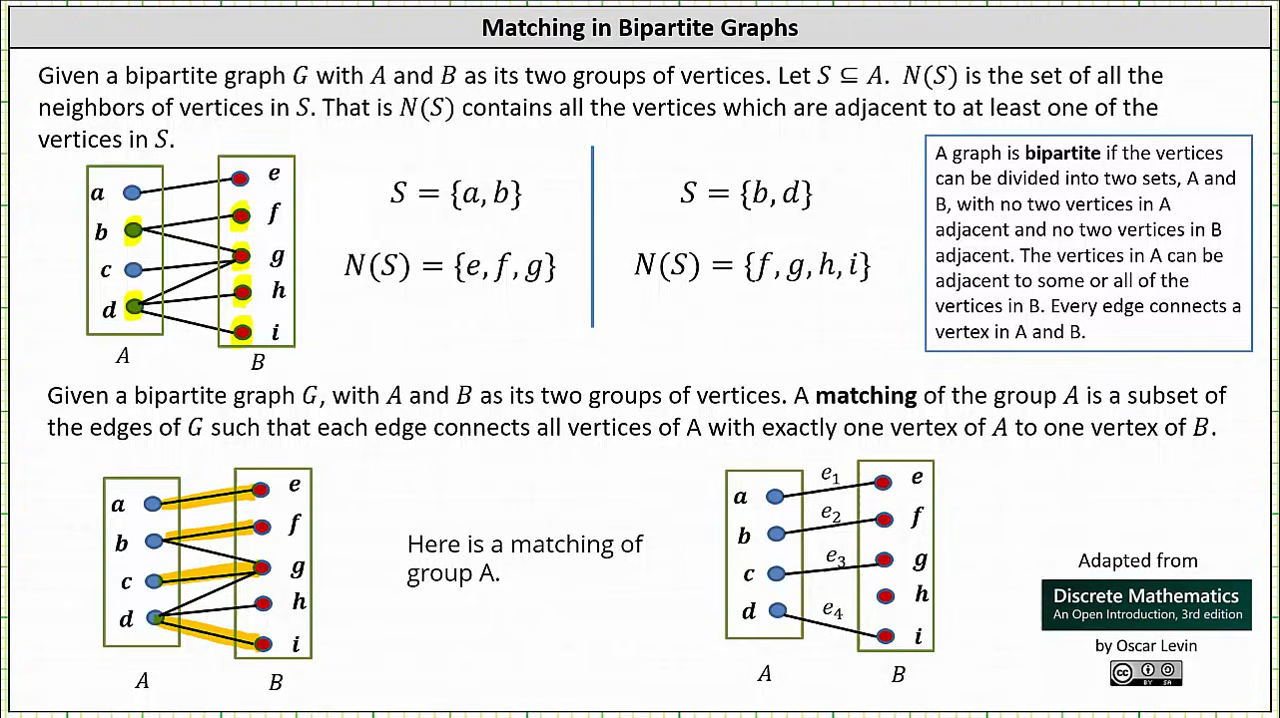 Matching in Bipartite Graphs
Given a bipartite graph G with A and B as its two groups of vertices. Let S ⊆ A. N(S) is the set of all the
neighbors of vertices in S. That is N(S) contains all the vertices which are adjacent to at least one of the
vertices in S.
a
b
c
d
A
e
f
g
h
i
B
S = {a, b}
N(S) = {e, f, g}
S = {b, d}
N(S) = {f, g, h, i}
A graph is bipartite if the vertices
can be divided into two sets, A and
B, with no two vertices in A
adjacent and no two vertices in B
adjacent. The vertices in A can be
adjacent to some or all of the
vertices in B. Every edge connects a
vertex in A and B.
Given a bipartite graph G, with A and B as its two groups of vertices. A matching of the group A is a subset of
the edges of G such that each edge connects all vertices of A with exactly one vertex of A to one vertex of B.
a
b
c
d
A
e
f
g
h
i
B
Here is a matching of
group A.
a
b
c
d
A
e₁
e₂
e₃
e₄
e
f
g
h
i
B
Adapted from
Discrete Mathematics
An Open Introduction, 3rd edition
by Oscar Levin
cc
BY SA